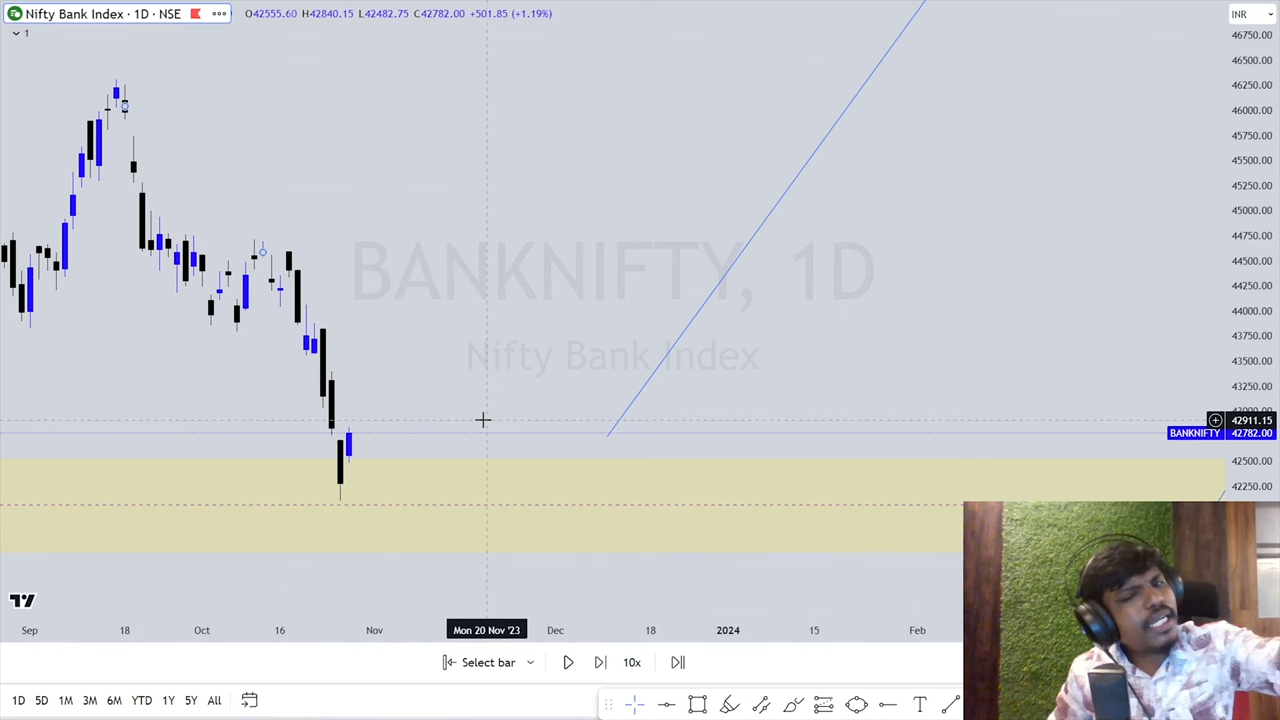 Nifty Bank Index · 1D · NSE
O42555.60 H42840.15 L42482.75 C42782.00 +501.85 (+1.19%)
INR
1
46750.00
46500.00
46250.00
46000.00
45750.00
45500.00
45250.00
45000.00
44750.00
44500.00
44250.00
44000.00
43750.00
43500.00
43250.00
43000.00
42911.15
BANKNIFTY 42782.00
42500.00
42250.00
BANKNIFTY, 1D
Nifty Bank Index
Sep 18 Oct 16 Nov Mon 20 Nov '23 Dec 18 2024 15 Feb
Select bar 10x
1D 5D 1M 3M 6M YTD 1Y 5Y All
T